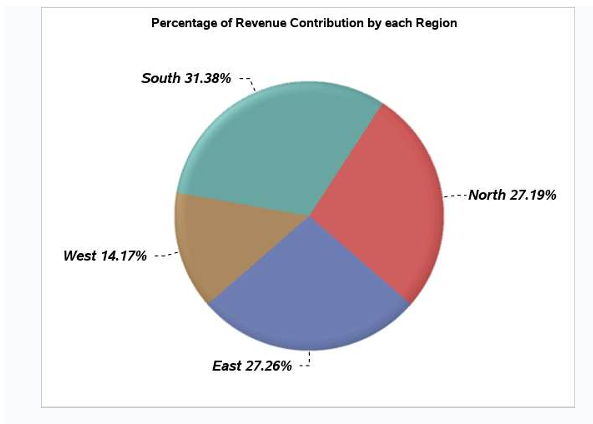 Percentage of Revenue Contribution by each Region
South 31.38%
North 27.19%
West 14.17%
East 27.26%